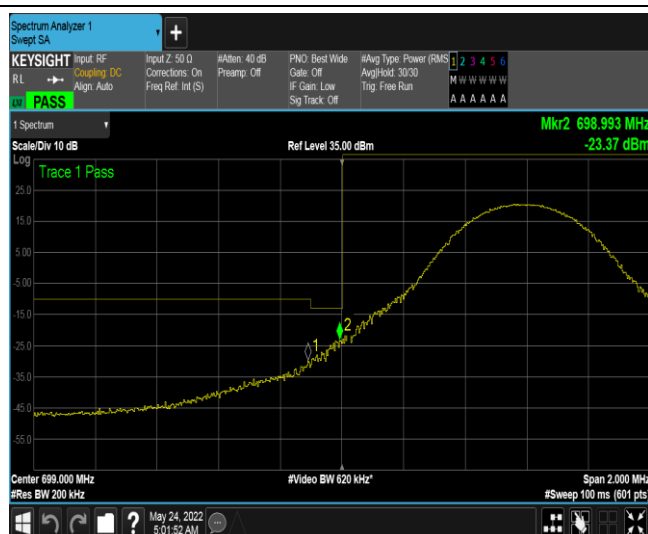 Spectrum Analyzer 1
Swept SA
KEYSIGHT
RL
LXI PASS
Input: RF
Coupling: DC
Align: Auto
Input Z: 50 Ω
Corrections: On
Freq Ref: Int (S)
#Atten: 40 dB
Preamp: Off
PNO: Best Wide
Gate: Off
IF Gain: Low
Sig Track: Off
#Avg Type: Power (RMS
Avg|Hold: 30/30
Trig: Free Run
1 2 3 4 5 6
M W W W W W
A A A A A A
1 Spectrum
Mkr2 698.993 MHz
Scale/Div 10 dB
Ref Level 35.00 dBm
-23.37 dBm
Log
Trace 1 Pass
25.0
15.0
5.00
-5.00
-15.0
2
1
-25.0
-35.0
-45.0
-55.0
Center 699.000 MHz
#Video BW 620 kHz*
Span 2.000 MHz
#Res BW 200 kHz
#Sweep 100 ms (601 pts)
?
May 24, 2022
5:01:52 AM